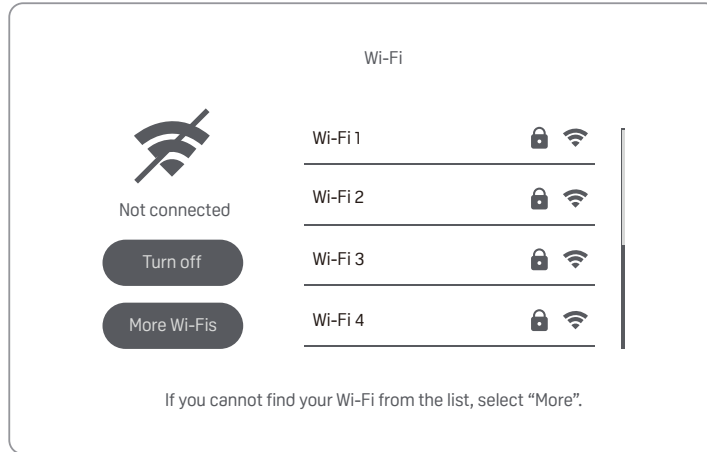 Wi-Fi
Not connected
Turn off
More Wi-Fis
Wi-Fi 1
Wi-Fi 2
Wi-Fi 3
Wi-Fi 4
If you cannot find your Wi-Fi from the list, select “More”.